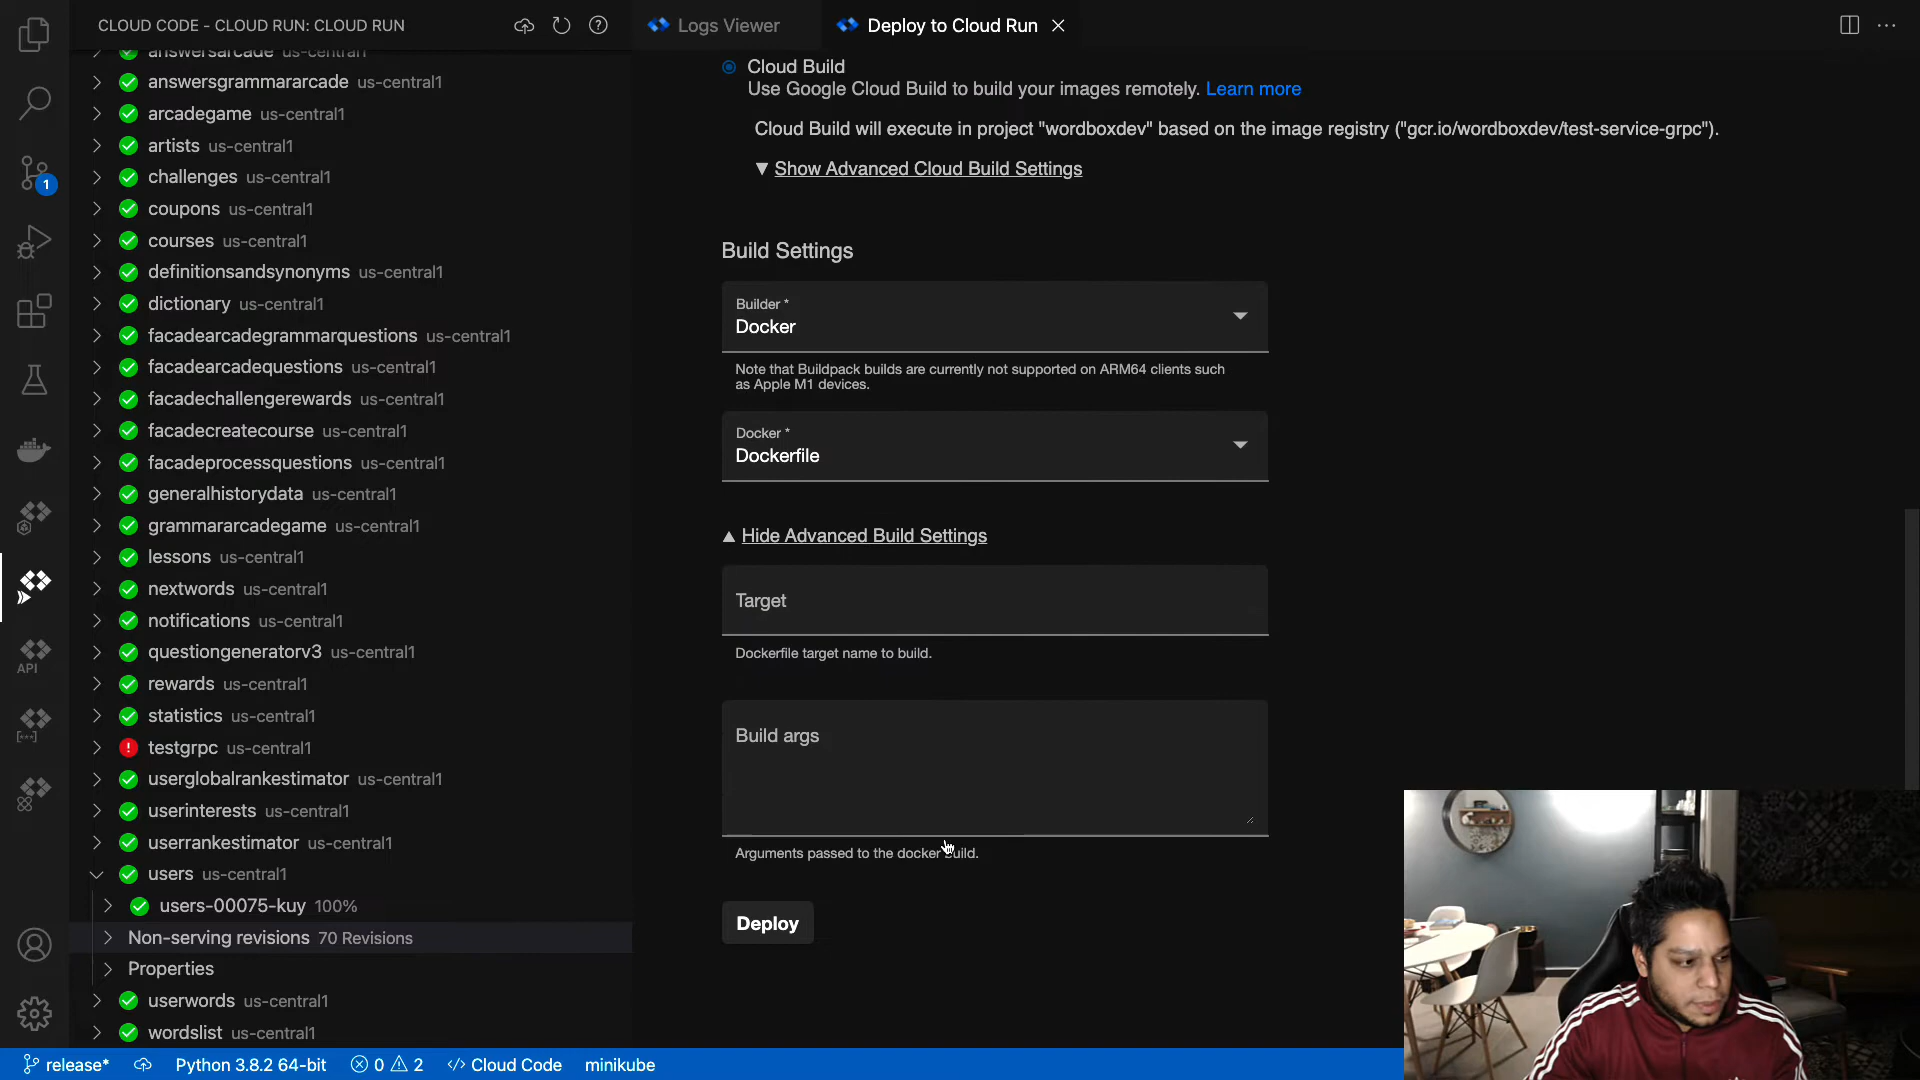 CLOUD CODE - CLOUD RUN: CLOUD RUN
Logs Viewer
Deploy to Cloud Run
answersarcade us-central1
answersgrammararcade us-central1
arcadegame us-central1
artists us-central1
challenges us-central1
coupons us-central1
courses us-central1
definitionsandsynonyms us-central1
dictionary us-central1
facadearcadegrammarquestions us-central1
facadearcadequestions us-central1
facadechallengerewards us-central1
facadecreatecourse us-central1
facadeprocessquestions us-central1
generalhistorydata us-central1
grammararcadegame us-central1
lessons us-central1
nextwords us-central1
notifications us-central1
questiongeneratorv3 us-central1
rewards us-central1
statistics us-central1
testgrpc us-central1
userglobalrankestimator us-central1
userinterests us-central1
userrankestimator us-central1
users us-central1
users-00075-kuy 100%
Non-serving revisions 70 Revisions
Properties
userwords us-central1
wordslist us-central1
1
API
Cloud Build
Use Google Cloud Build to build your images remotely. Learn more
Cloud Build will execute in project "wordboxdev" based on the image registry ("gcr.io/wordboxdev/test-service-grpc").
▼ Show Advanced Cloud Build Settings
Build Settings
Builder *
Docker
Note that Buildpack builds are currently not supported on ARM64 clients such
as Apple M1 devices.
Docker *
Dockerfile
▲ Hide Advanced Build Settings
Target
Dockerfile target name to build.
Build args
Arguments passed to the docker build.
Deploy
release* Python 3.8.2 64-bit 0 2 </> Cloud Code minikube